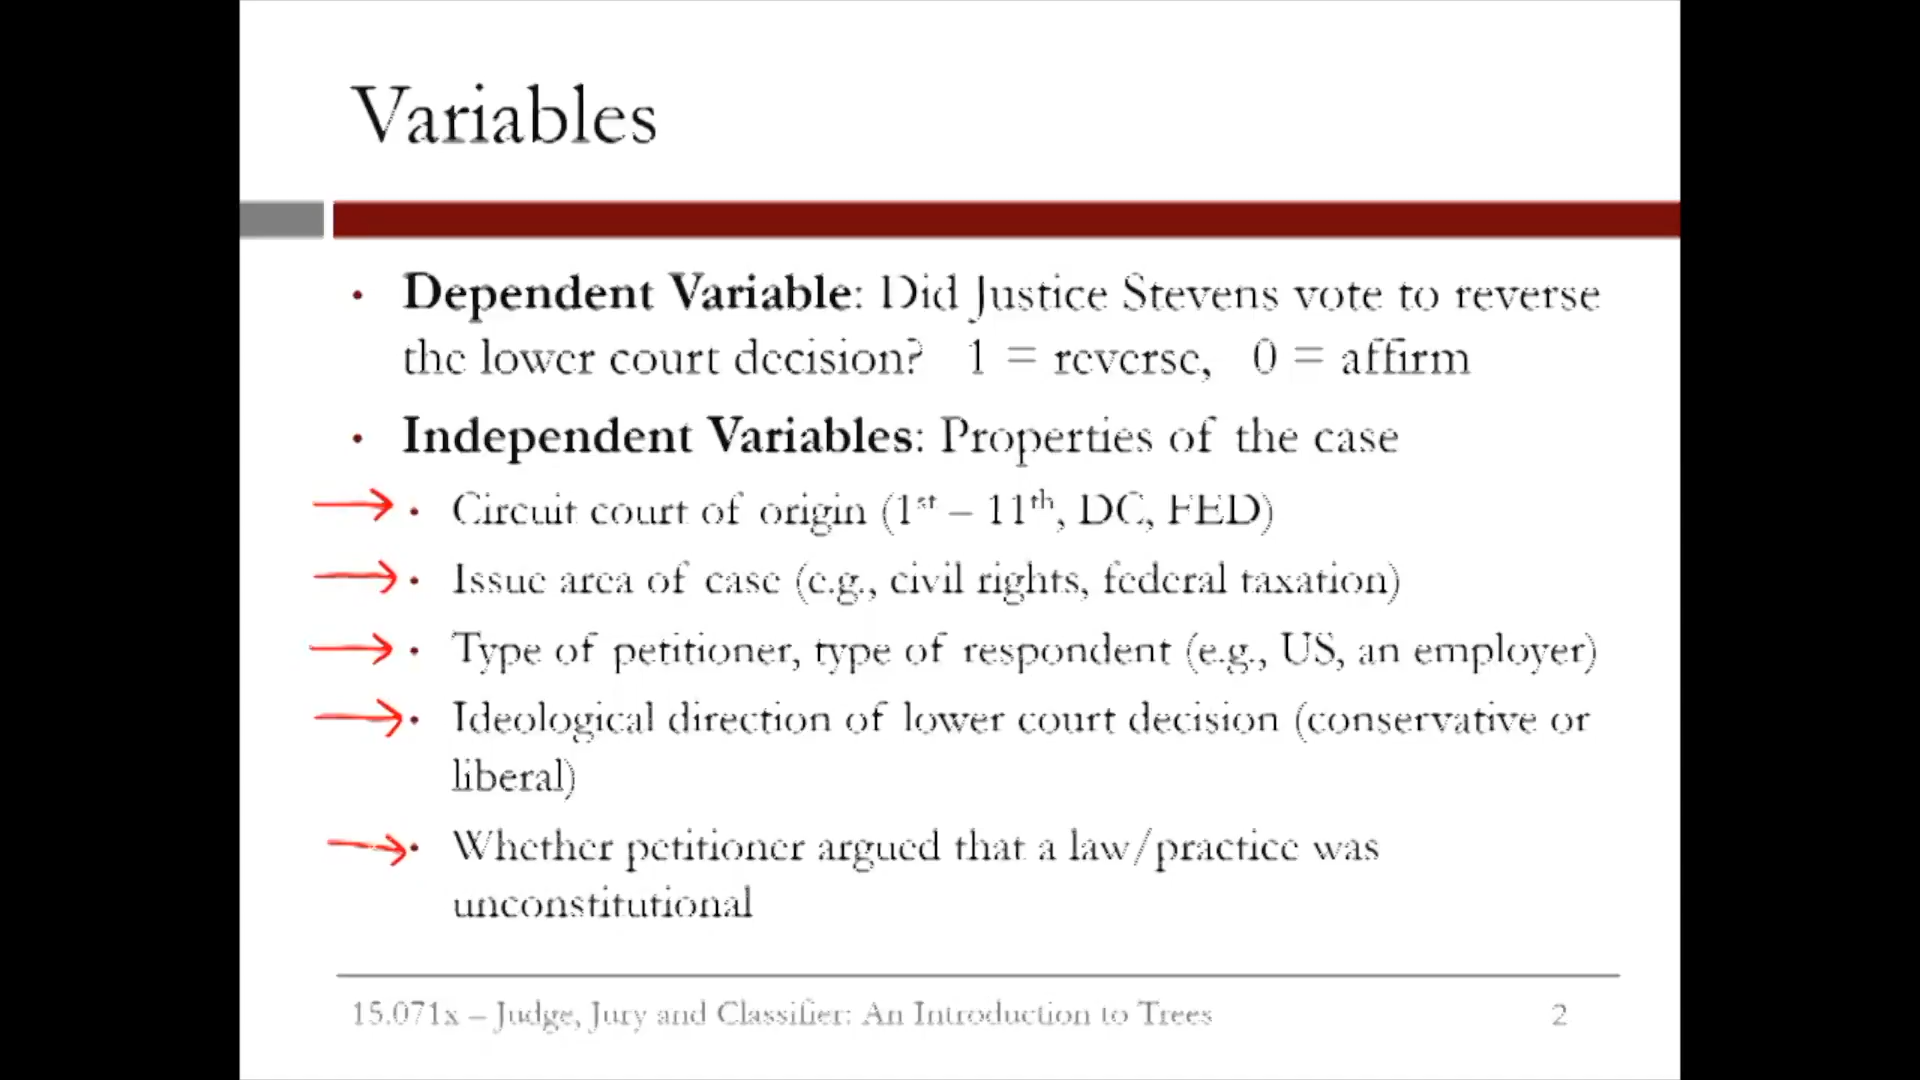 Variables
• Dependent Variable: Did Justice Stevens vote to reverse
the lower court decision? 1 = reverse, 0 = affirm
• Independent Variables: Properties of the case
• Circuit court of origin (1st – 11th, DC, FED)
• Issue area of case (e.g., civil rights, federal taxation)
• Type of petitioner, type of respondent (e.g., US, an employer)
• Ideological direction of lower court decision (conservative or
liberal)
• Whether petitioner argued that a law/practice was
unconstitutional
15.071x – Judge, Jury and Classifier: An Introduction to Trees 2